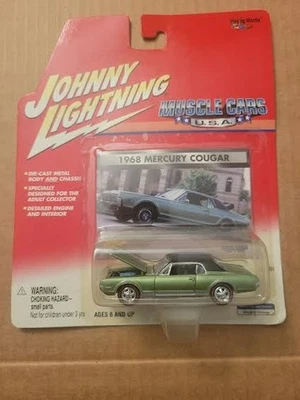 JOHNNY
LIGHTNING
MUSCLE CARS
U.S.A.
• DIE-CAST METAL
BODY AND CHASSIS
• SPECIALLY
DESIGNED FOR THE
ADULT COLLECTOR
• DETAILED ENGINE
AND INTERIOR
1968 MERCURY COUGAR
WARNING:
CHOKING HAZARD—
small parts.
Not for children under 3 yrs.
AGES 8 AND UP